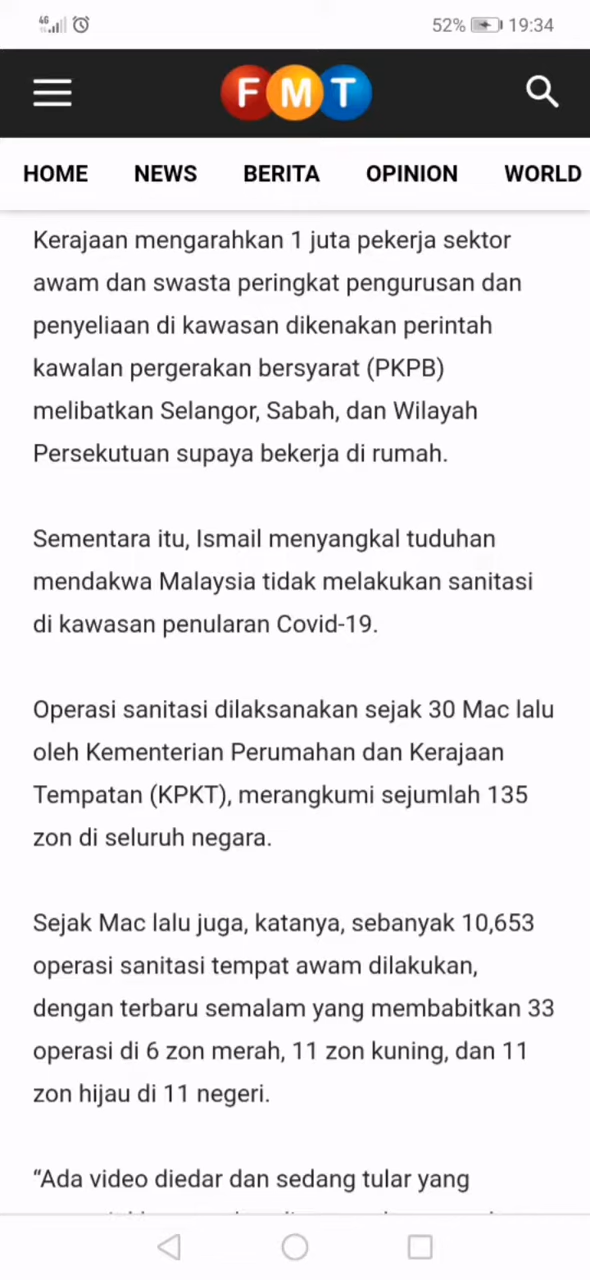 4G
52% 19:34
FMT
HOME NEWS BERITA OPINION WORLD
Kerajaan mengarahkan 1 juta pekerja sektor
awam dan swasta peringkat pengurusan dan
penyeliaan di kawasan dikenakan perintah
kawalan pergerakan bersyarat (PKPB)
melibatkan Selangor, Sabah, dan Wilayah
Persekutuan supaya bekerja di rumah.
Sementara itu, Ismail menyangkal tuduhan
mendakwa Malaysia tidak melakukan sanitasi
di kawasan penularan Covid-19.
Operasi sanitasi dilaksanakan sejak 30 Mac lalu
oleh Kementerian Perumahan dan Kerajaan
Tempatan (KPKT), merangkumi sejumlah 135
zon di seluruh negara.
Sejak Mac lalu juga, katanya, sebanyak 10,653
operasi sanitasi tempat awam dilakukan,
dengan terbaru semalam yang membabitkan 33
operasi di 6 zon merah, 11 zon kuning, dan 11
zon hijau di 11 negeri.
“Ada video diedar dan sedang tular yang